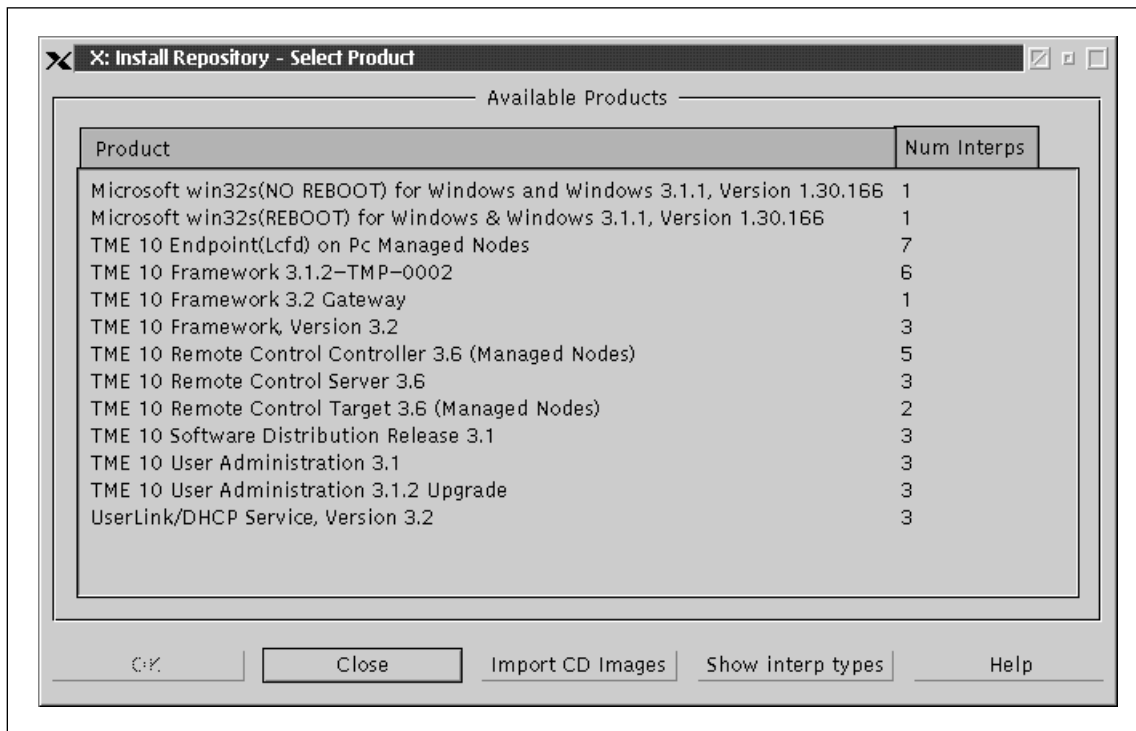 X: Install Repository - Select Product
Available Products
Product Num Interps
Microsoft win32s(NO REBOOT) for Windows and Windows 3.1.1, Version 1.30.166 1
Microsoft win32s(REBOOT) for Windows & Windows 3.1.1, Version 1.30.166 1
TME 10 Endpoint(Lcfd) on Pc Managed Nodes 7
TME 10 Framework 3.1.2-TMP-0002 6
TME 10 Framework 3.2 Gateway 1
TME 10 Framework, Version 3.2 3
TME 10 Remote Control Controller 3.6 (Managed Nodes) 5
TME 10 Remote Control Server 3.6 3
TME 10 Remote Control Target 3.6 (Managed Nodes) 2
TME 10 Software Distribution Release 3.1 3
TME 10 User Administration 3.1 3
TME 10 User Administration 3.1.2 Upgrade 3
UserLink/DHCP Service, Version 3.2 3
OK Close Import CD Images Show interp types Help